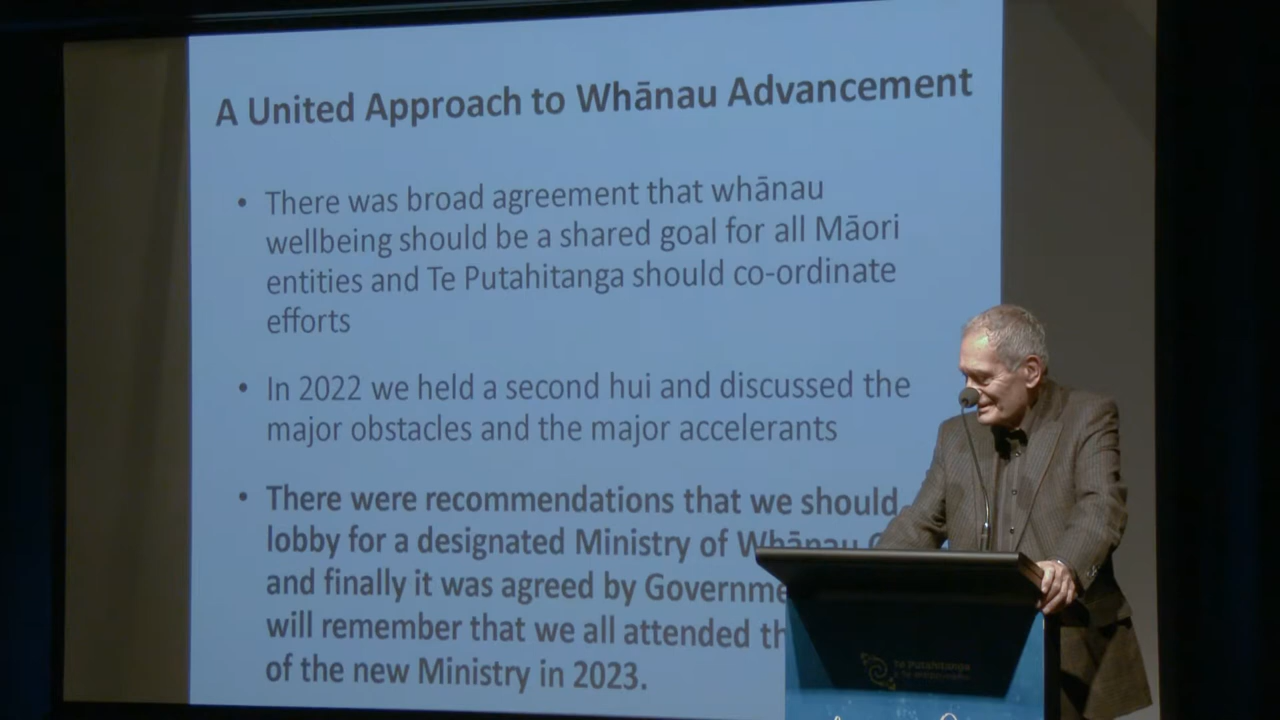 A United Approach to Whānau Advancement
• There was broad agreement that whānau
wellbeing should be a shared goal for all Māori
entities and Te Putahitanga should co-ordinate
efforts
• In 2022 we held a second hui and discussed the
major obstacles and the major accelerants
• There were recommendations that we should
lobby for a designated Ministry of Whānau
and finally it was agreed by
will remember that we all attended
of the new Ministry in 2023.
Te Putahitanga